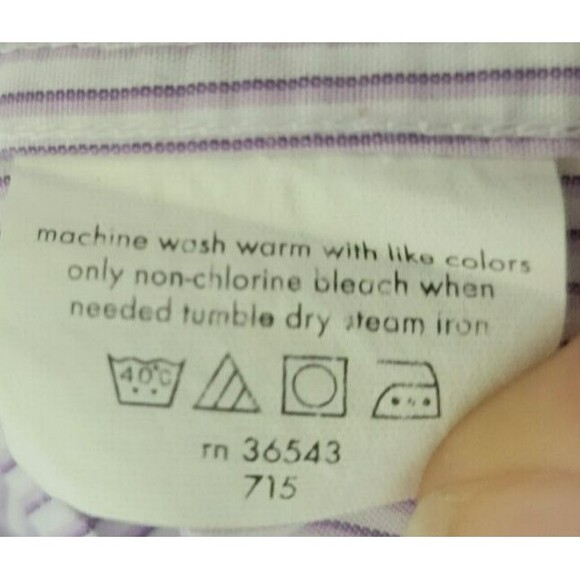 machine wash warm with like colors
only non-chlorine bleach when
needed tumble dry steam iron
40°C
rn 36543
715